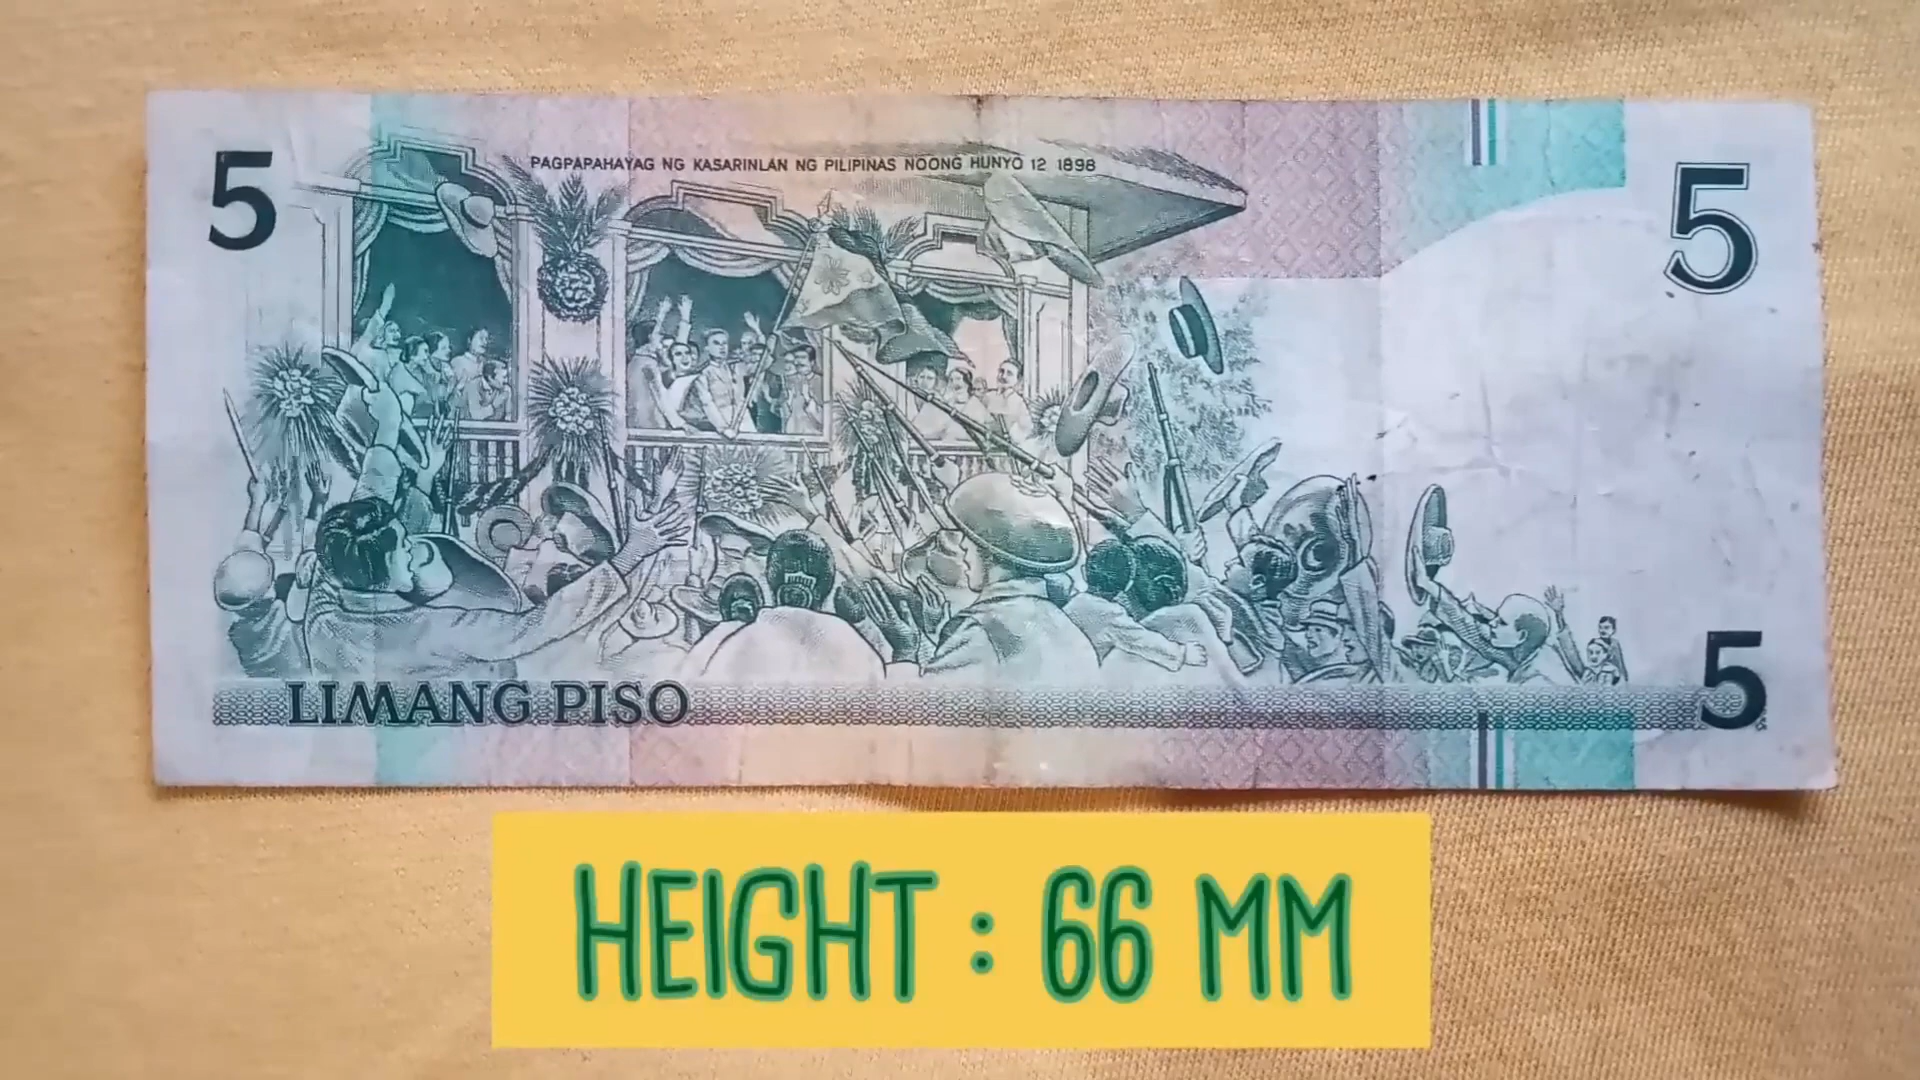 5
PAGPAPAHAYAG NG KASARINLAN NG PILIPINAS NOONG HUNYO 12 1898
5
LIMANG PISO
5
HEIGHT : 66 MM